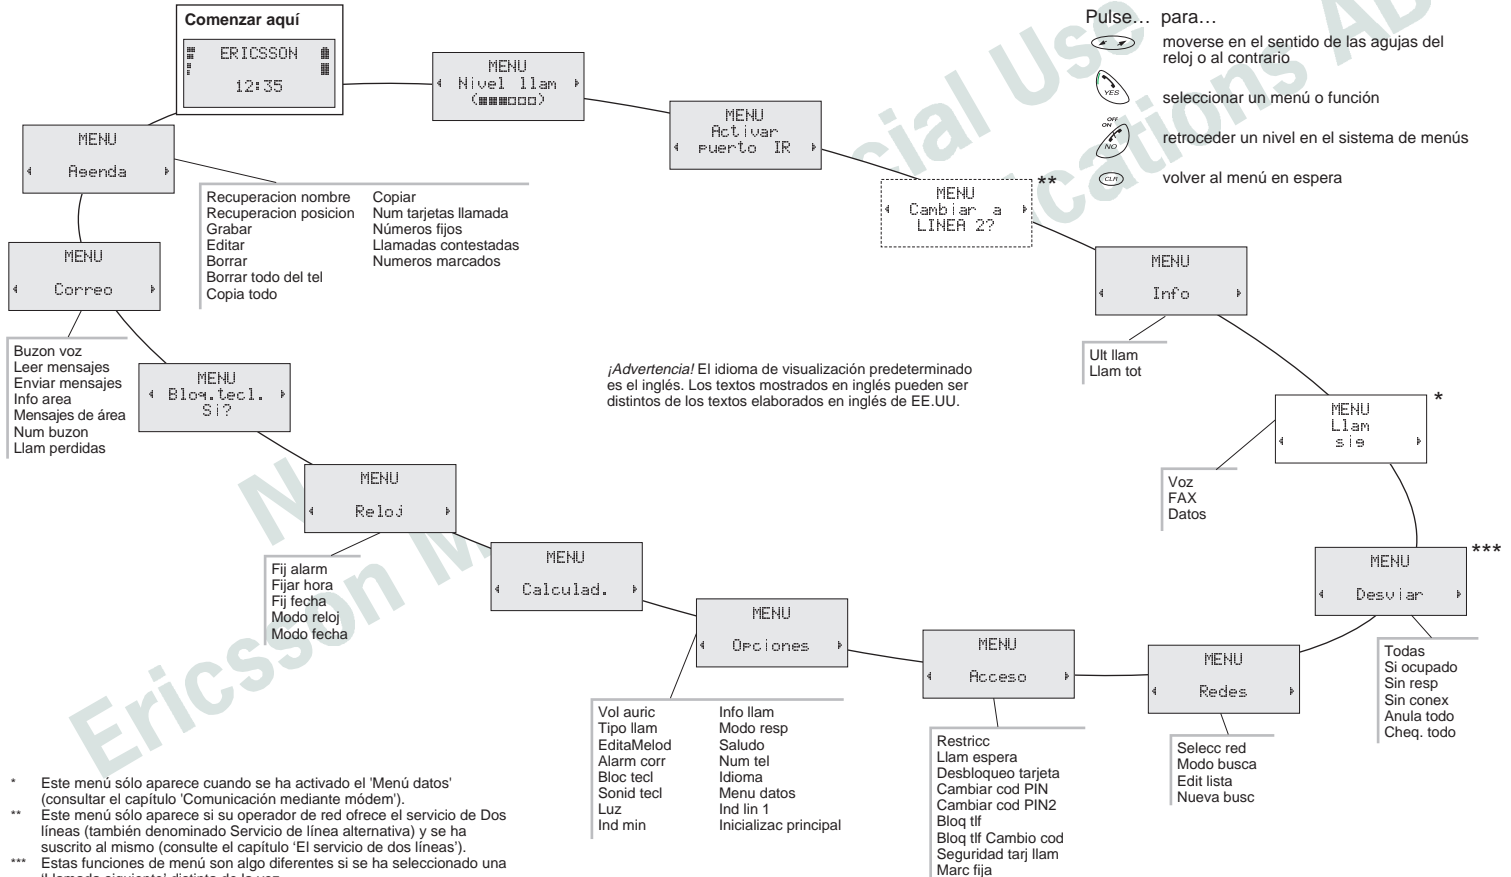 Comenzar aquí
ERICSSON
12:35
MENU
Nivel llam
MENU
Activar
puerto IR
**
MENU
Cambiar a
LINEA 2?
MENU
Info
Ult llam
Llam tot
*
MENU
Llam
sig
Voz
FAX
Datos
***
MENU
Desviar
Todas
Si ocupado
Sin resp
Sin conex
Anula todo
Cheq. todo
MENU
Redes
Selecc red
Modo busca
Edit lista
Nueva busc
MENU
Acceso
Restricc
Llam espera
Desbloqueo tarjeta
Cambiar cod PIN
Cambiar cod PIN2
Bloq tlf
Bloq tlf Cambio cod
Seguridad tarj llam
Marc fija
MENU
Opciones
Vol auric
Tipo llam
EditaMelod
Alarm corr
Bloc tecl
Sonid tecl
Luz
Ind min
Info llam
Modo resp
Saludo
Num tel
Idioma
Menu datos
Ind lin 1
Inicializac principal
MENU
Calculad.
MENU
Reloj
Fij alarm
Fijar hora
Fij fecha
Modo reloj
Modo fecha
MENU
Bloq.tecl.
Si?
MENU
Correo
Buzon voz
Leer mensajes
Enviar mensajes
Info area
Mensajes de área
Num buzon
Llam perdidas
MENU
Agenda
Recuperacion nombre
Recuperacion posicion
Grabar
Editar
Borrar
Borrar todo del tel
Copia todo
Copiar
Num tarjetas llamada
Números fijos
Llamadas contestadas
Numeros marcados
Pulse… para…
moverse en el sentido de las agujas del
reloj o al contrario
YES
seleccionar un menú o función
OFF
ON
NO
retroceder un nivel en el sistema de menús
CLR
volver al menú en espera
¡Advertencia! El idioma de visualización predeterminado
es el inglés. Los textos mostrados en inglés pueden ser
distintos de los textos elaborados en inglés de EE.UU.
* Este menú sólo aparece cuando se ha activado el 'Menú datos'
(consultar el capítulo 'Comunicación mediante módem').
** Este menú sólo aparece si su operador de red ofrece el servicio de Dos
líneas (también denominado Servicio de línea alternativa) y se ha
suscrito al mismo (consulte el capítulo 'El servicio de dos líneas').
*** Estas funciones de menú son algo diferentes si se ha seleccionado una